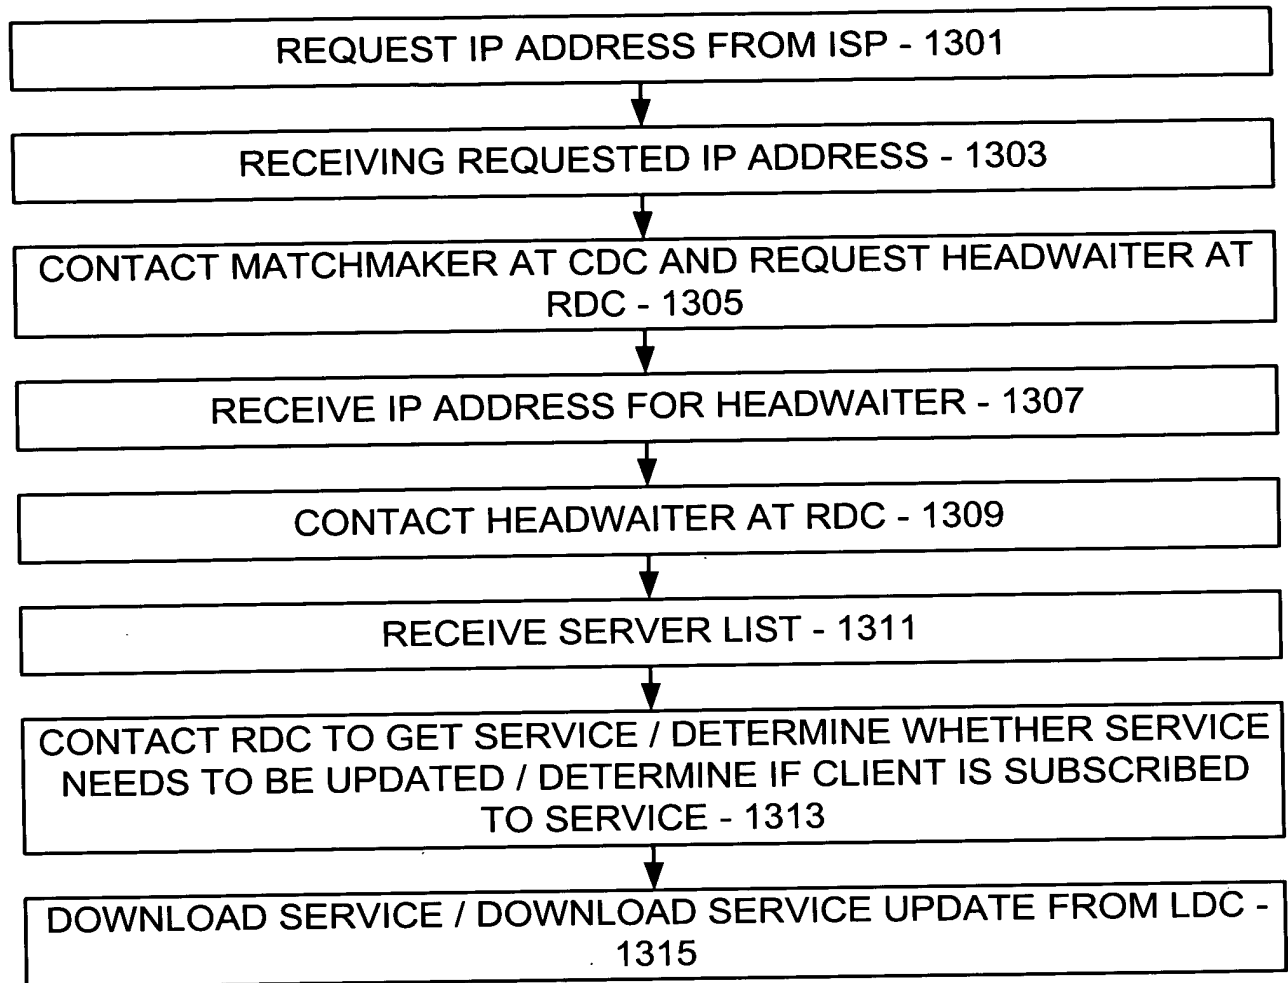 REQUEST IP ADDRESS FROM ISP - 1301
RECEIVING REQUESTED IP ADDRESS - 1303
CONTACT MATCHMAKER AT CDC AND REQUEST HEADWAITER AT
RDC - 1305
RECEIVE IP ADDRESS FOR HEADWAITER - 1307
CONTACT HEADWAITER AT RDC - 1309
RECEIVE SERVER LIST - 1311
CONTACT RDC TO GET SERVICE / DETERMINE WHETHER SERVICE
NEEDS TO BE UPDATED / DETERMINE IF CLIENT IS SUBSCRIBED
TO SERVICE - 1313
DOWNLOAD SERVICE / DOWNLOAD SERVICE UPDATE FROM LDC -
1315